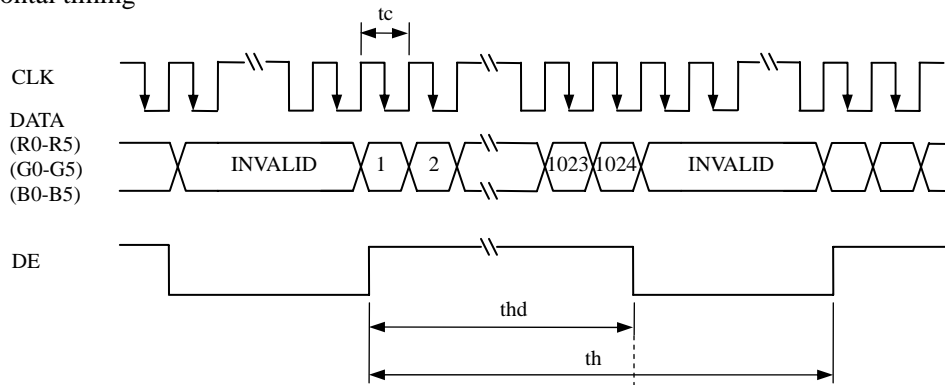 ontal timing
tc
CLK
DATA
(R0-R5)
(G0-G5)
(B0-B5)
INVALID 1 2 1023 1024 INVALID
DE
thd
th